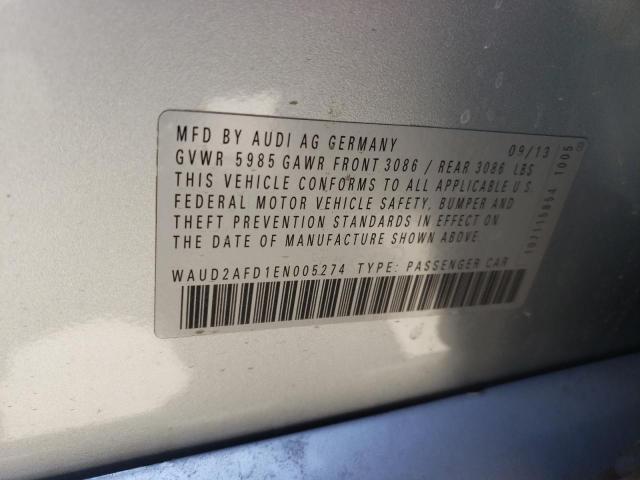 MFD BY AUDI AG GERMANY 09/13
GVWR 5985 GAWR FRONT 3086 / REAR 3086 LBS
THIS VEHICLE CONFORMS TO ALL APPLICABLE U.S.
FEDERAL MOTOR VEHICLE SAFETY, BUMPER AND
THEFT PREVENTION STANDARDS IN EFFECT ON
THE DATE OF MANUFACTURE SHOWN ABOVE.
WAUD2AFD1EN005274 TYPE: PASSENGER CAR
1005